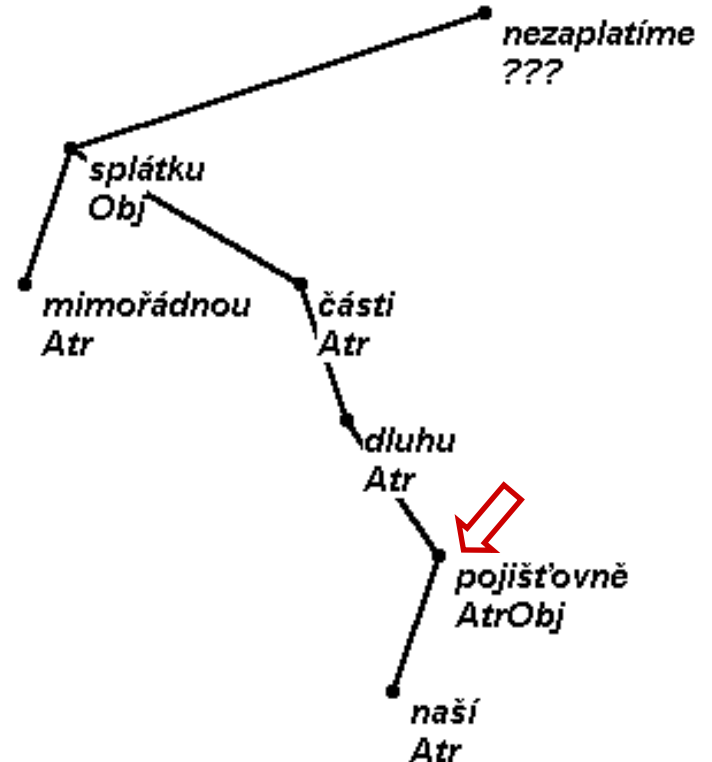 nezaplatíme
???
splátku
Obj
mimořádnou
Atr
části
Atr
dluhu
Atr
pojišťovně
AtrObj
naší
Atr